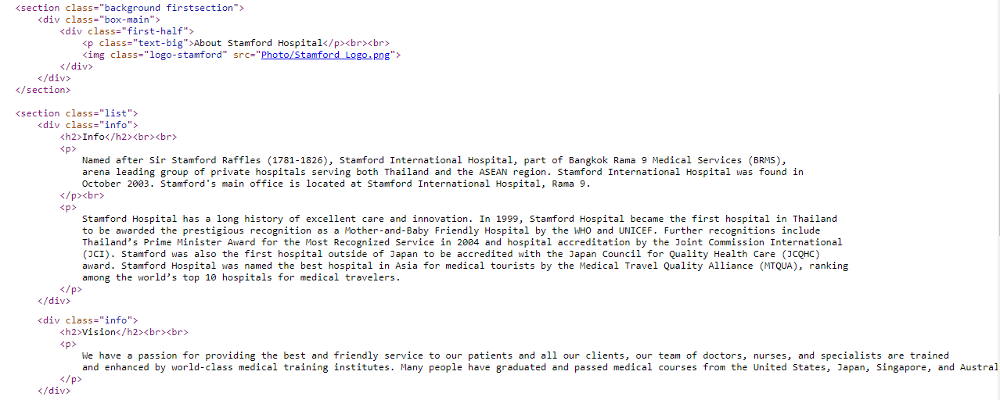 <section class="background firstsection">
<div class="box-main">
<div class="first-half">
<p class="text-big">About Stamford Hospital</p><br><br>
<img class="logo-stamford" src="Photo/Stamford Logo.png">
</div>
</div>
</section>
<section class="list">
<div class="info">
<h2>Info</h2><br><br>
<p>
Named after Sir Stamford Raffles (1781-1826), Stamford International Hospital, part of Bangkok Rama 9 Medical Services (BRMS),
arena leading group of private hospitals serving both Thailand and the ASEAN region. Stamford International Hospital was found in
October 2003. Stamford's main office is located at Stamford International Hospital, Rama 9.
</p><br>
<p>
Stamford Hospital has a long history of excellent care and innovation. In 1999, Stamford Hospital became the first hospital in Thailand
to be awarded the prestigious recognition as a Mother-and-Baby Friendly Hospital by the WHO and UNICEF. Further recognitions include
Thailand’s Prime Minister Award for the Most Recognized Service in 2004 and hospital accreditation by the Joint Commission International
(JCI). Stamford was also the first hospital outside of Japan to be accredited with the Japan Council for Quality Health Care (JCQHC)
award. Stamford Hospital was named the best hospital in Asia for medical tourists by the Medical Travel Quality Alliance (MTQUA), ranking
among the world’s top 10 hospitals for medical travelers.
</p>
</div>
<div class="info">
<h2>Vision</h2><br><br>
<p>
We have a passion for providing the best and friendly service to our patients and all our clients, our team of doctors, nurses, and specialists are trained
and enhanced by world-class medical training institutes. Many people have graduated and passed medical courses from the United States, Japan, Singapore, and Austral
</p>
</div>